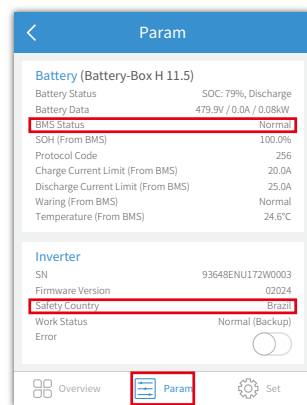 Param
Battery (Battery-Box H 11.5)
Battery Status SOC: 79%, Discharge
Battery Data 479.9V / 0.0A / 0.08kW
BMS Status Normal
SOH (From BMS) 100.0%
Protocol Code 256
Charge Current Limit (From BMS) 20.0A
Discharge Current Limit (From BMS) 25.0A
Waring (From BMS) Normal
Temperature (From BMS) 24.6℃
Inverter
SN 93648ENU172W0003
Firmware Version 02024
Safety Country Brazil
Work Status Normal (Backup)
Error
Overview Param Set